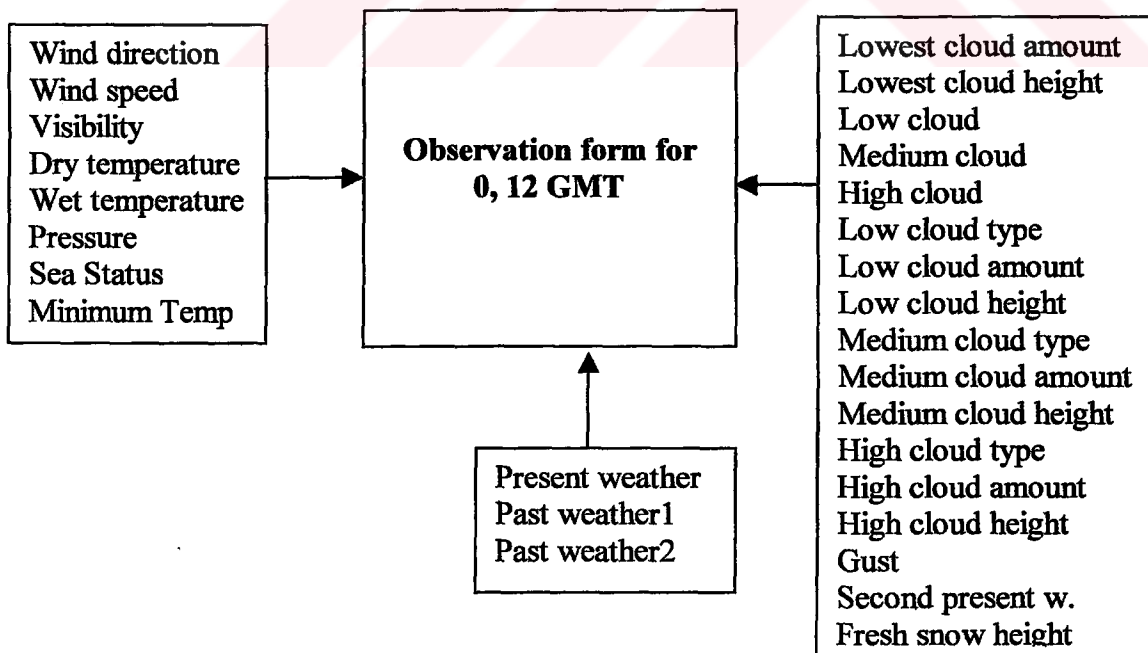 Wind direction
Wind speed
Visibility
Dry temperature
Wet temperature
Pressure
Sea Status
Minimum Temp
Observation form for
0, 12 GMT
Present weather
Past weather1
Past weather2
Lowest cloud amount
Lowest cloud height
Low cloud
Medium cloud
High cloud
Low cloud type
Low cloud amount
Low cloud height
Medium cloud type
Medium cloud amount
Medium cloud height
High cloud type
High cloud amount
High cloud height
Gust
Second present w.
Fresh snow height